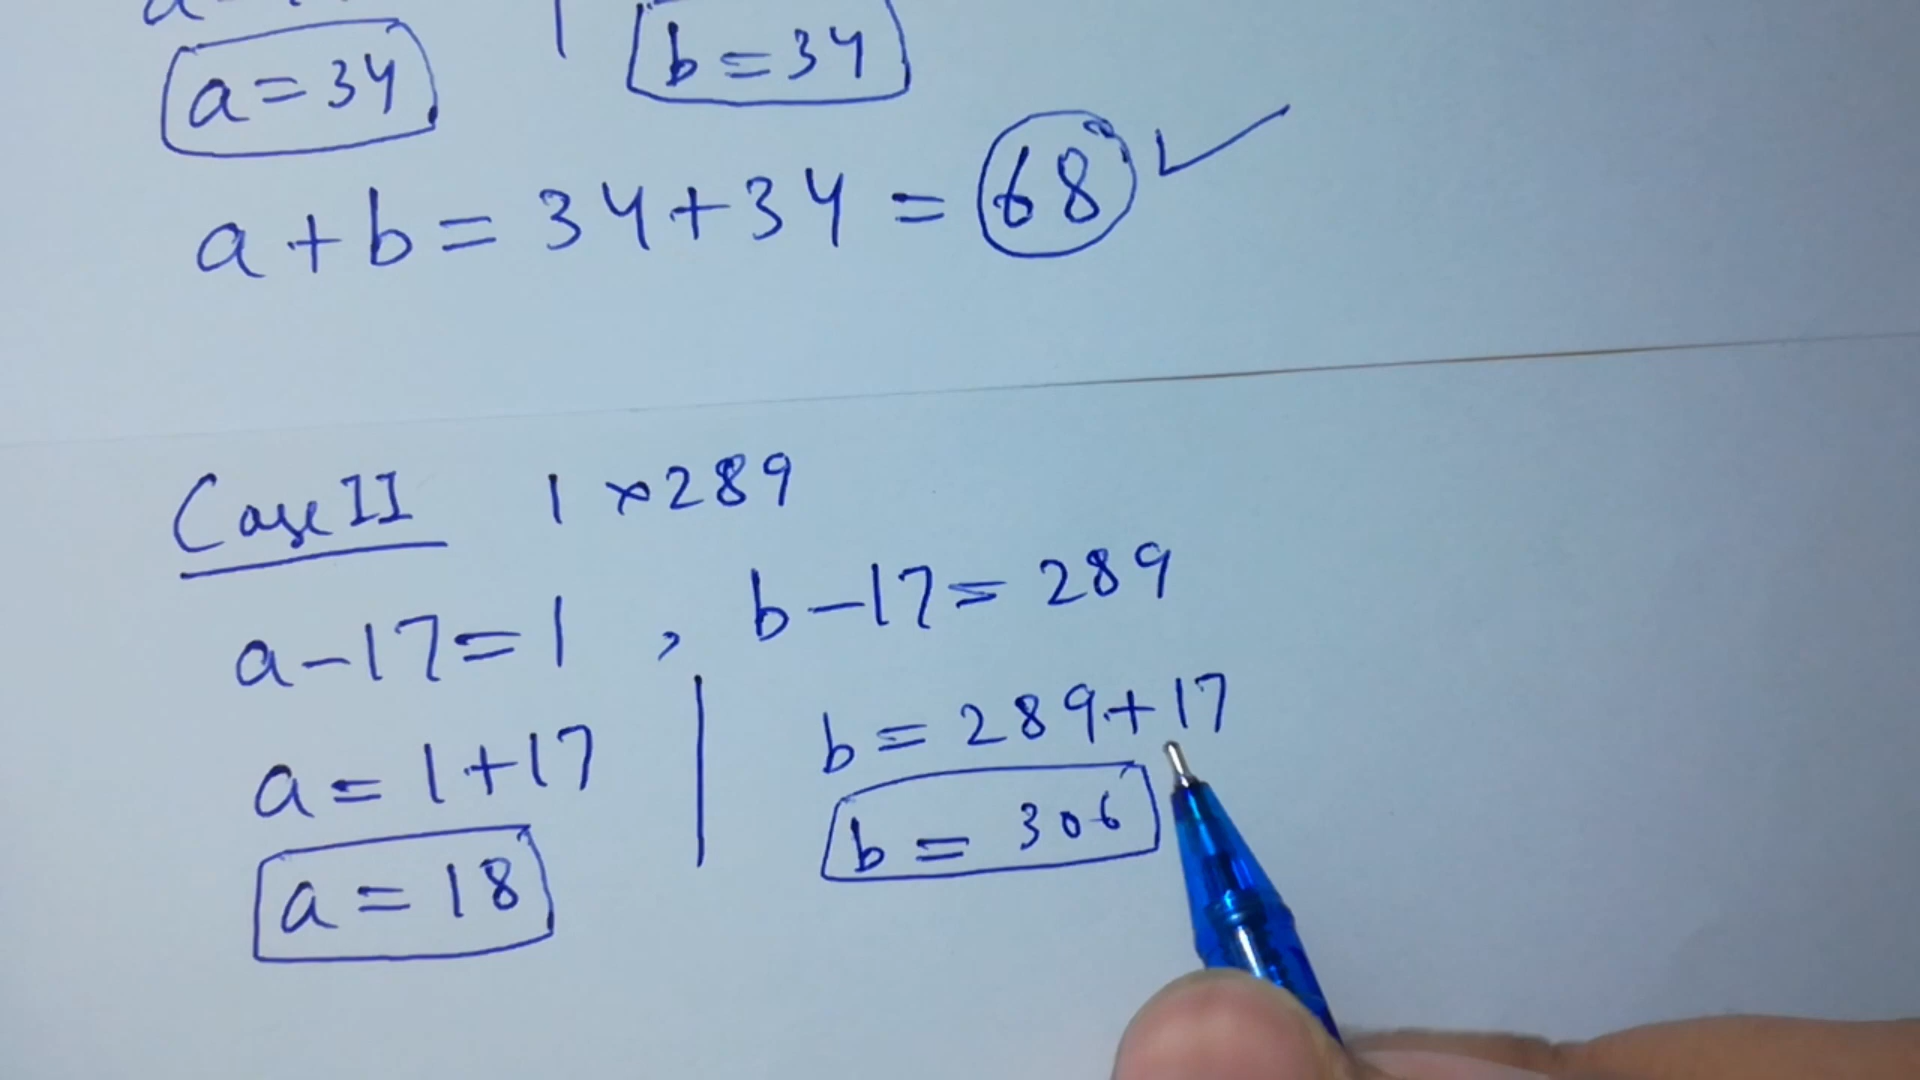 a=34
b=34
a+b=34+34=68
Case II 1×289
a-17=1, b-17=289
a=1+17
b=289+17
a=18
b=306